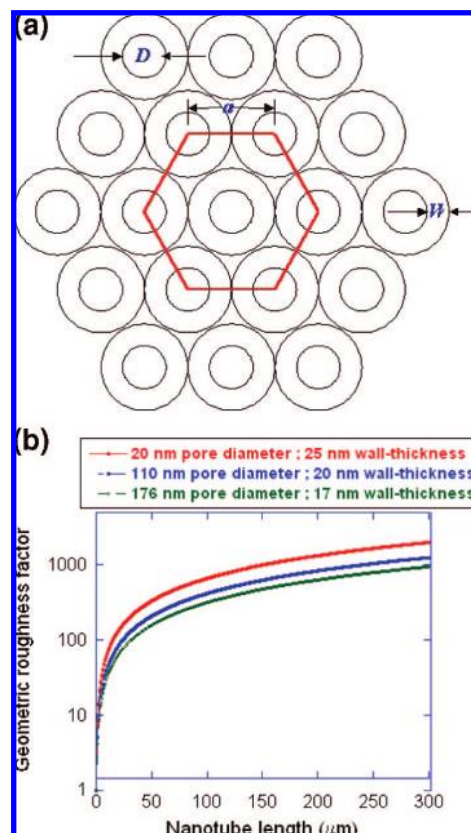 (a)
D
a
W
(b)
20 nm pore diameter ; 25 nm wall-thickness
110 nm pore diameter ; 20 nm wall-thickness
176 nm pore diameter ; 17 nm wall-thickness
Geometric roughness factor
1000
100
10
1
0 50 100 150 200 250 300
Nanotube length (μm)